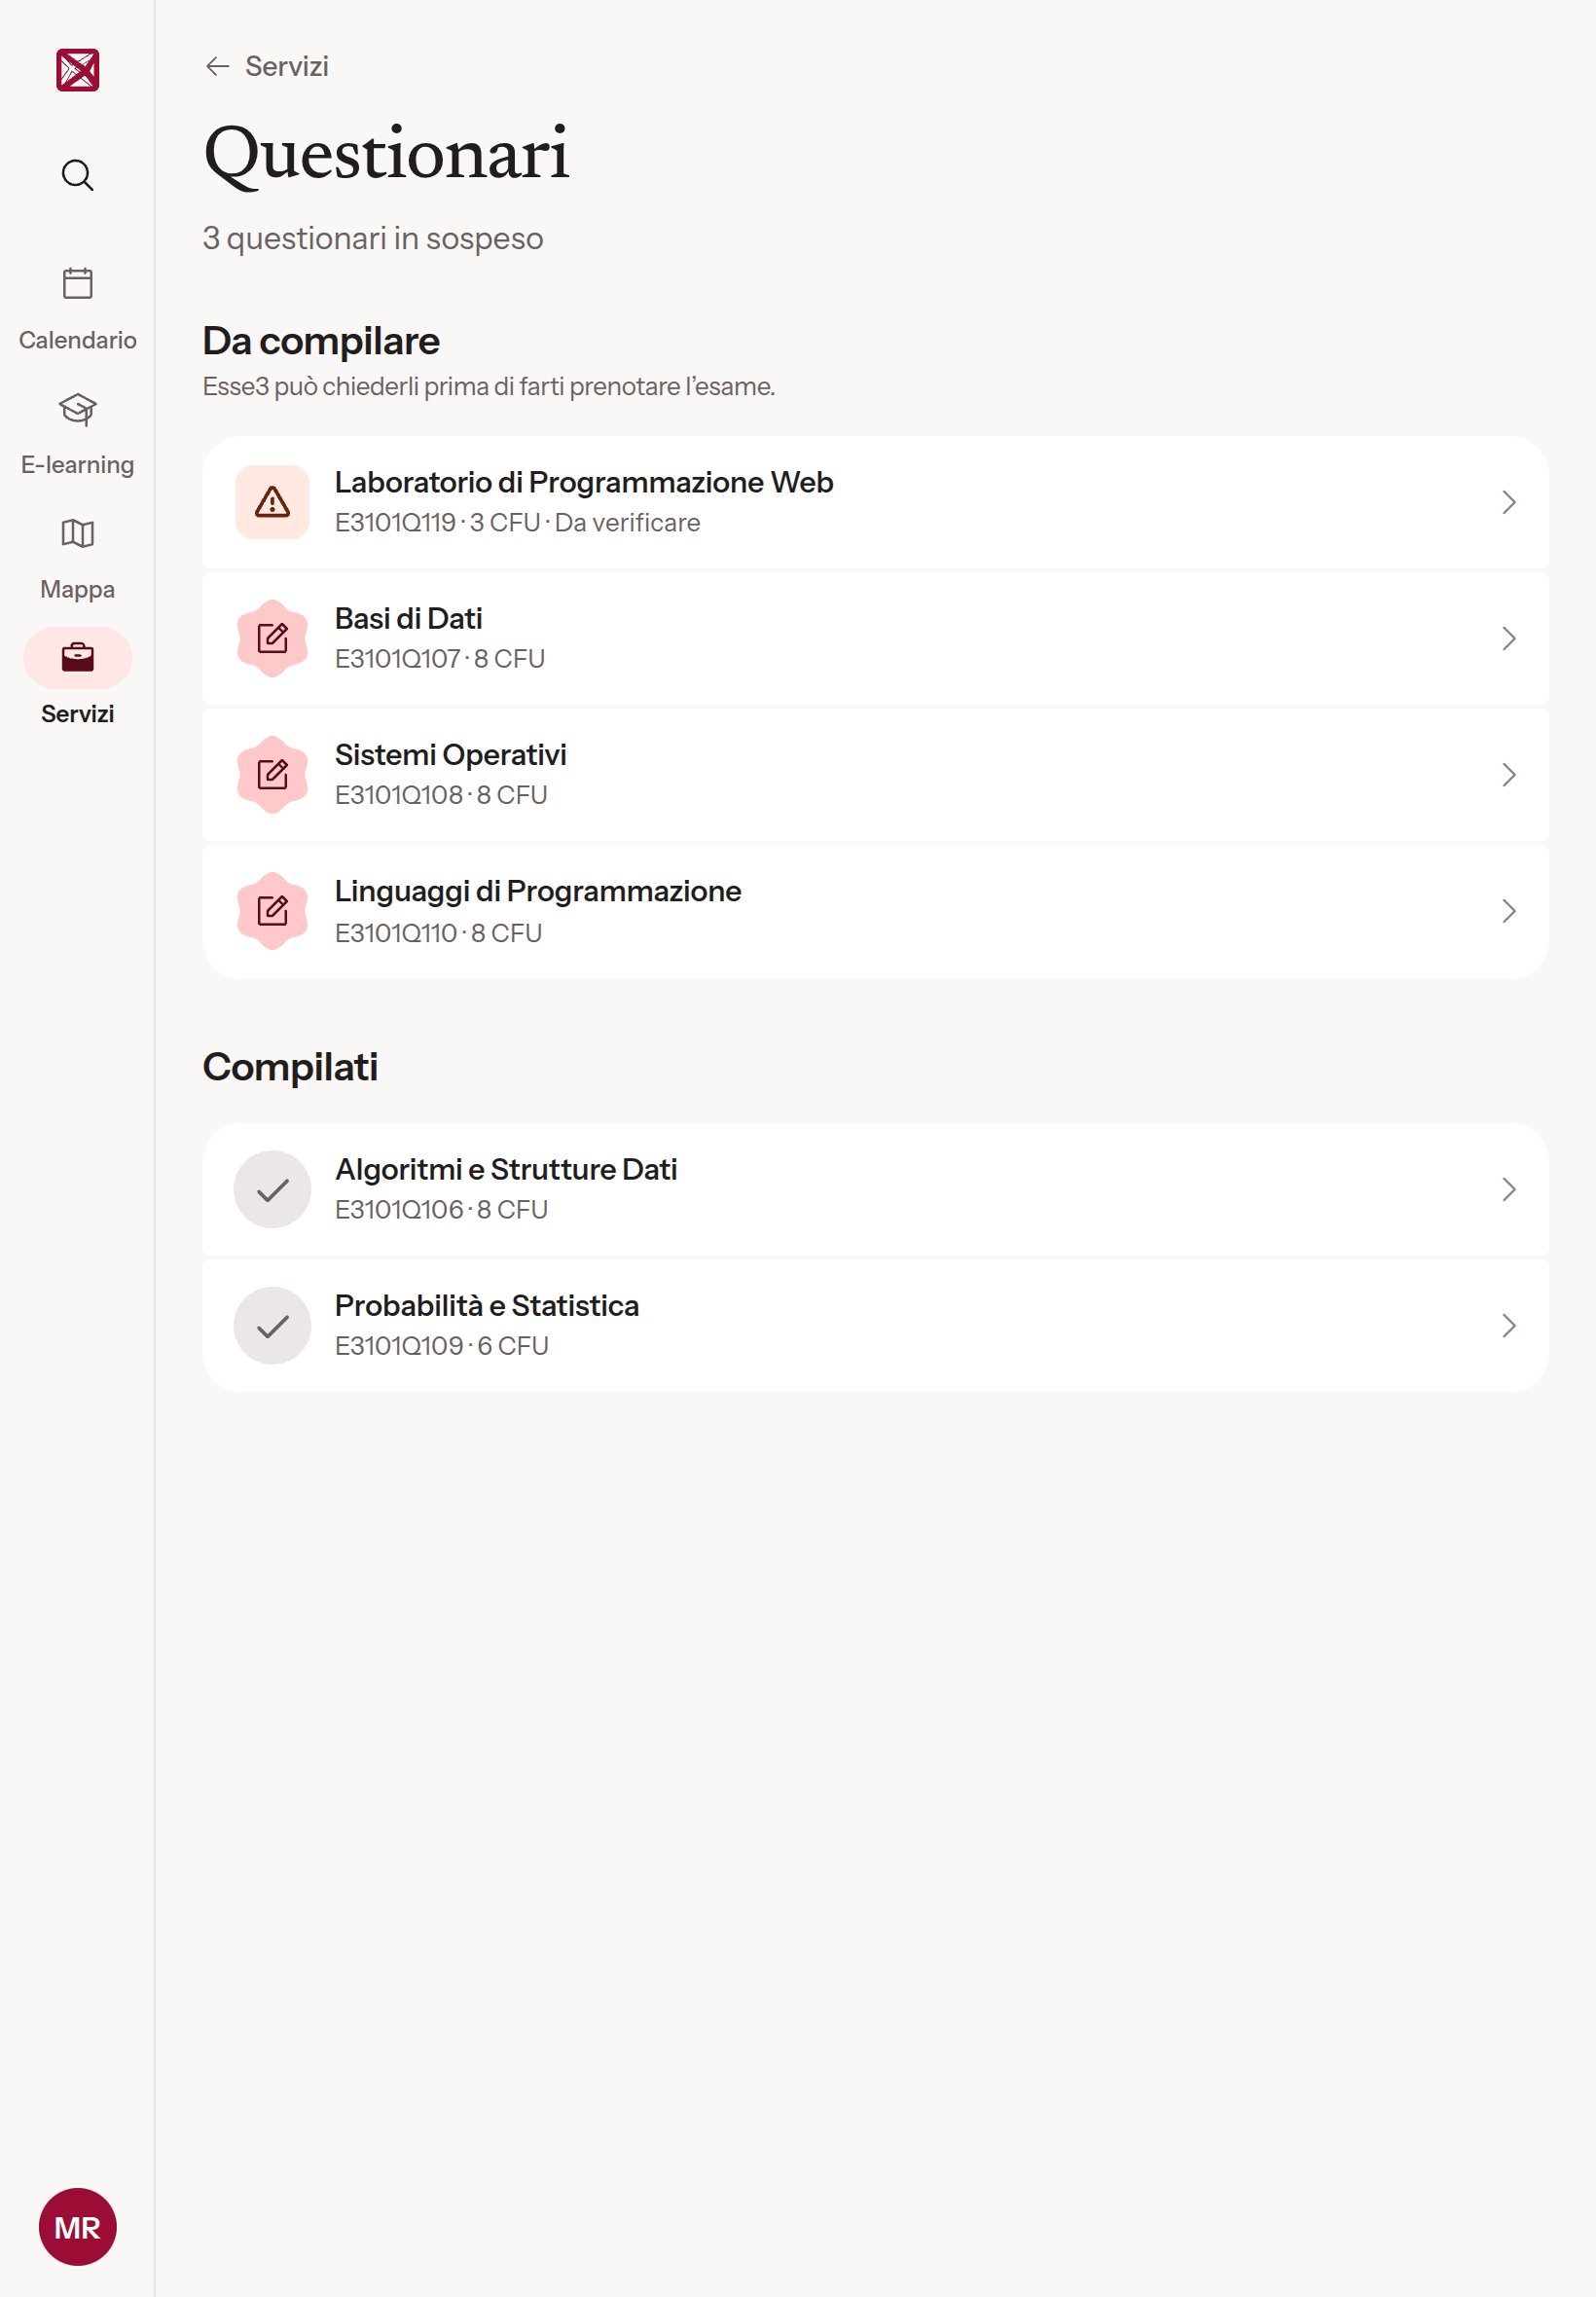 Servizi
Questionari
3 questionari in sospeso
Calendario
E-learning
Mappa
Servizi
Da compilare
Esse3 può chiederli prima di farti prenotare l’esame.
Laboratorio di Programmazione Web
E3101Q119 · 3 CFU · Da verificare
Basi di Dati
E3101Q107 · 8 CFU
Sistemi Operativi
E3101Q108 · 8 CFU
Linguaggi di Programmazione
E3101Q110 · 8 CFU
Compilati
Algoritmi e Strutture Dati
E3101Q106 · 8 CFU
Probabilità e Statistica
E3101Q109 · 6 CFU
MR